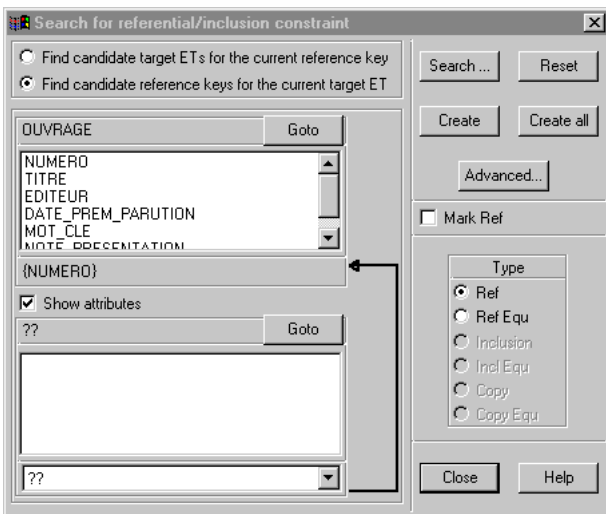 Search for referential/inclusion constraint
Find candidate target ETs for the current reference key
Find candidate reference keys for the current target ET
Search ...
Reset
Create
Create all
Advanced...
Mark Ref
OUVRAGE
Goto
NUMERO
TITRE
EDITEUR
DATE_PREM_PARUTION
MOT_CLE
NOTE_PRESENTATION
{NUMERO}
Show attributes
??
Goto
??
Type
Ref
Ref Equ
Inclusion
Incl Equ
Copy
Copy Equ
Close
Help